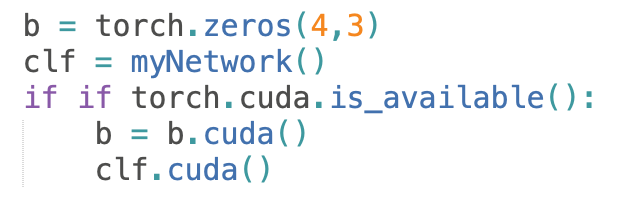 b = torch.zeros(4,3)
clf = myNetwork()
if if torch.cuda.is_available():
    b = b.cuda()
    clf.cuda()